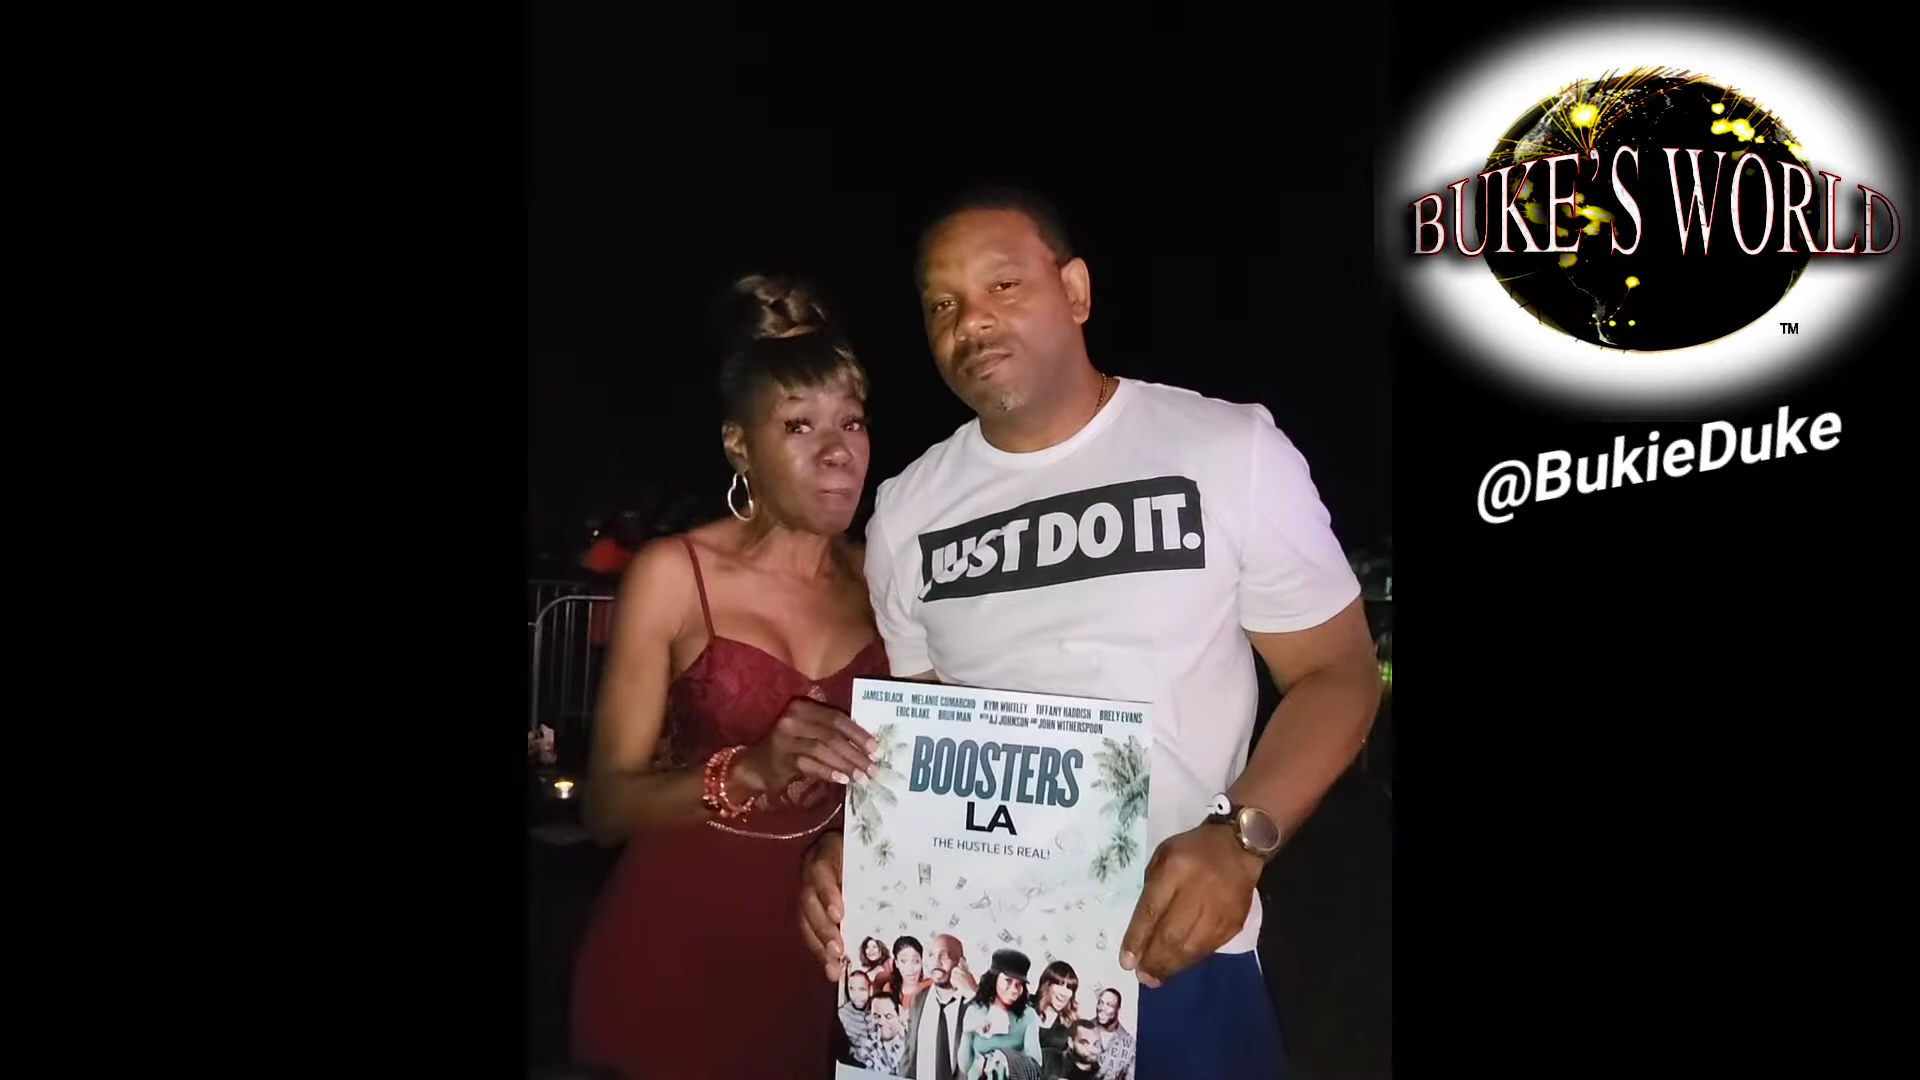 BUKE'S WORLD
TM
@BukieDuke
JUST DO IT.
JAMES BLACK MELANIE COMARCHO KYM WHITLEY TIFFANY HADDISH BRELY EVANS
ERIC BLAKE BRUH MAN WITH AJ JOHNSON AND JOHN WITHERSPOON
BOOSTERS
LA
THE HUSTLE IS REAL!